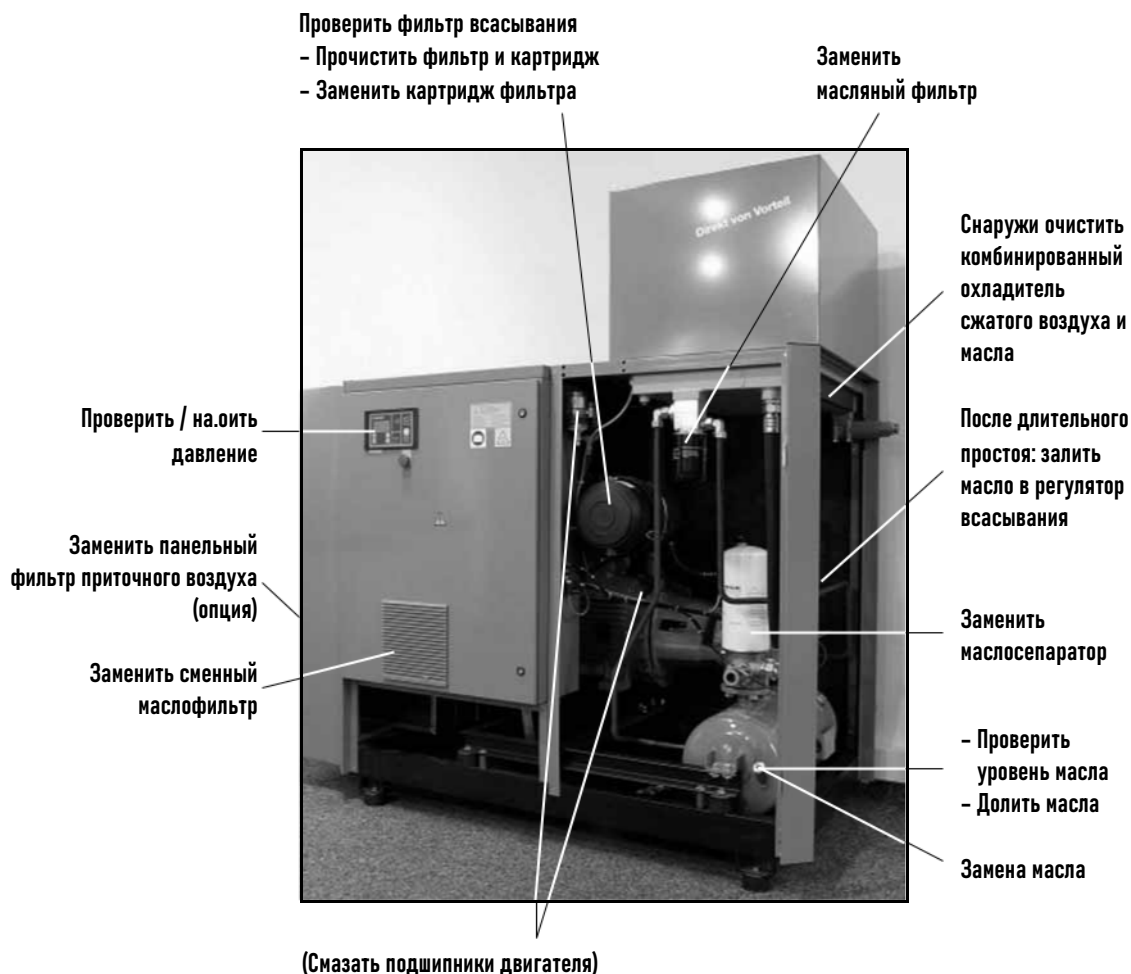 Проверить фильтр всасывания
– Прочистить фильтр и картридж
– Заменить картридж фильтра
Заменить
масляный фильтр
Direkt von Vorteil
Снаружи очистить
комбинированный
охладитель
сжатого воздуха и
масла
Проверить / на.оить
давление
После длительного
простоя: залить
масло в регулятор
всасывания
Заменить панельный
фильтр приточного воздуха
(опция)
Заменить
маслосепаратор
Заменить сменный
маслофильтр
– Проверить
уровень масла
– Долить масла
Замена масла
(Смазать подшипники двигателя)